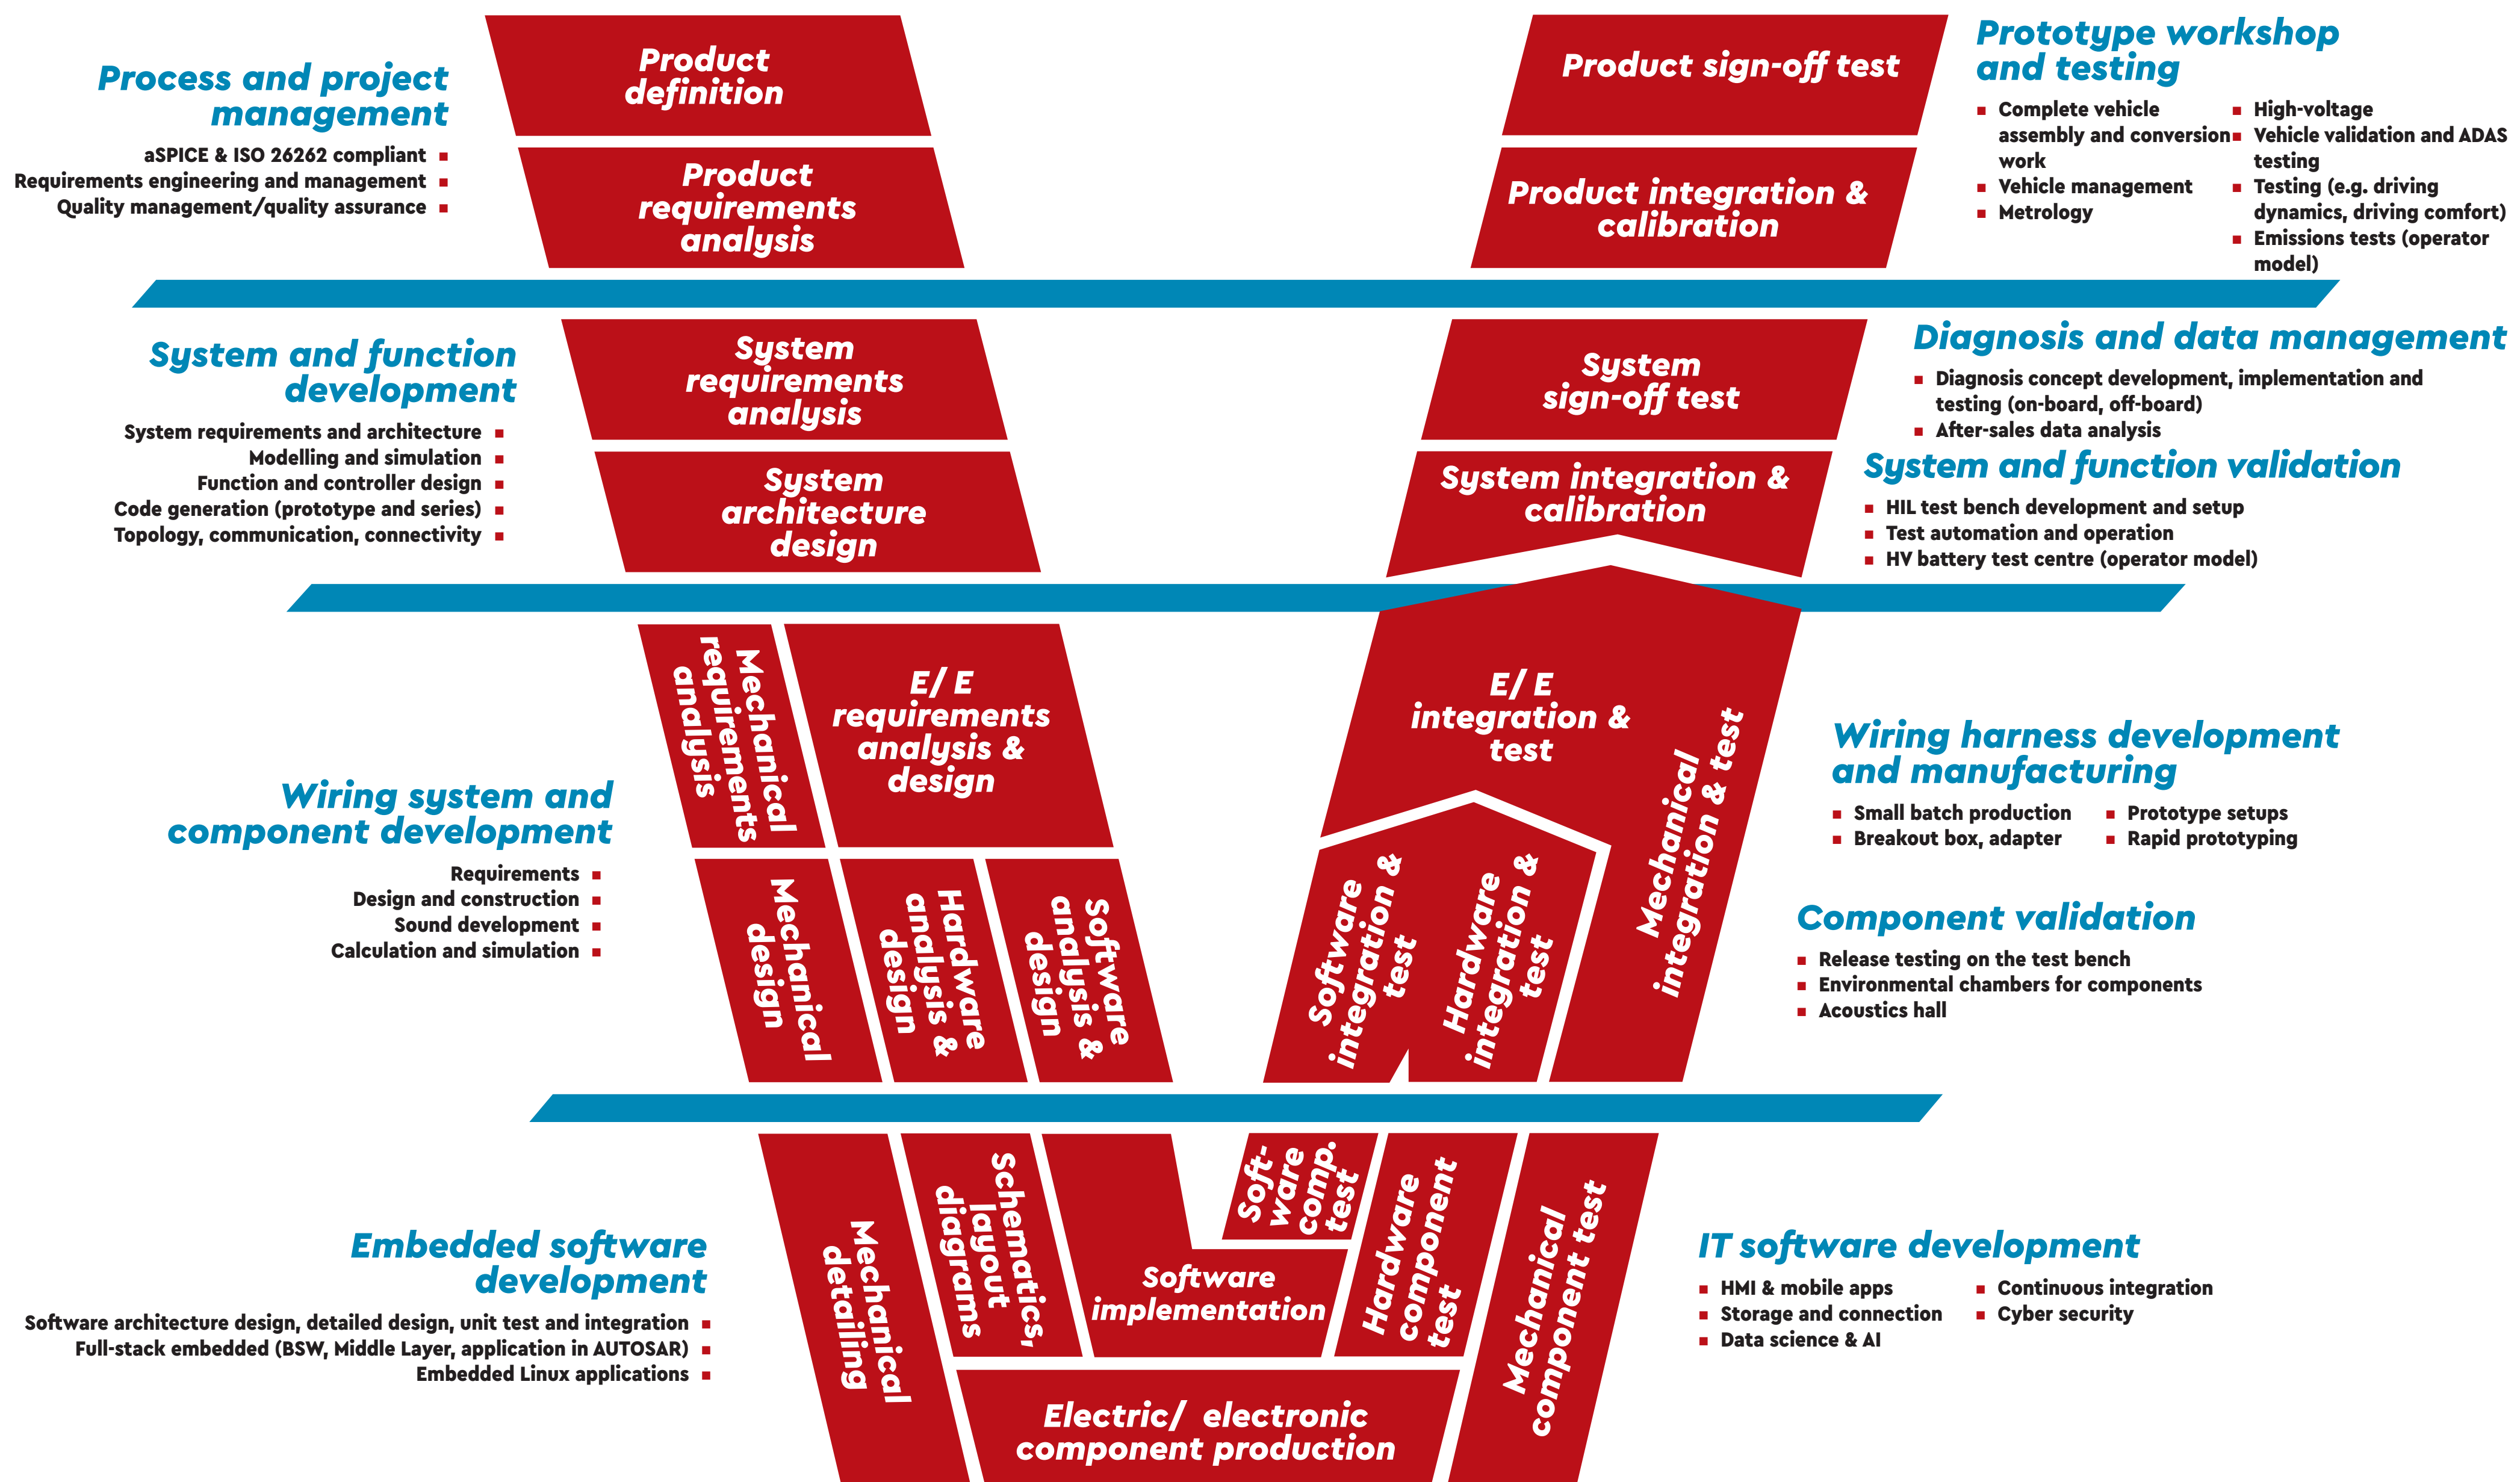 Process and project
management
aSPICE & ISO 26262 compliant
Requirements engineering and management
Quality management/quality assurance
Product
definition
Product
requirements
analysis
Product sign-off test
Product integration &
calibration
Prototype workshop
and testing
Complete vehicle
assembly and conversion
work
Vehicle management
Metrology
High-voltage
Vehicle validation and ADAS
testing
Testing (e.g. driving
dynamics, driving comfort)
Emissions tests (operator
model)
System and function
development
System requirements and architecture
Modelling and simulation
Function and controller design
Code generation (prototype and series)
Topology, communication, connectivity
System
requirements
analysis
System
architecture
design
System
sign-off test
System integration &
calibration
Diagnosis and data management
Diagnosis concept development, implementation and
testing (on-board, off-board)
After-sales data analysis
System and function validation
HIL test bench development and setup
Test automation and operation
HV battery test centre (operator model)
Wiring system and
component development
Requirements
Design and construction
Sound development
Calculation and simulation
Mechanical
requirements
analysis
E/ E
requirements
analysis &
design
Mechanical
design
Hardware
analysis &
design
Software
analysis &
design
E/ E
integration &
test
Software
integration &
test
Hardware
integration &
test
Mechanical
integration & test
Wiring harness development
and manufacturing
Small batch production
Breakout box, adapter
Prototype setups
Rapid prototyping
Component validation
Release testing on the test bench
Environmental chambers for components
Acoustics hall
Embedded software
development
Software architecture design, detailed design, unit test and integration
Full-stack embedded (BSW, Middle Layer, application in AUTOSAR)
Embedded Linux applications
Mechanical
detailing
Schematics,
layout
diagrams
Software
implementation
Soft-
ware
comp.
test
Hardware
component
test
Mechanical
component test
Electric/ electronic
component production
IT software development
HMI & mobile apps
Storage and connection
Data science & AI
Continuous integration
Cyber security